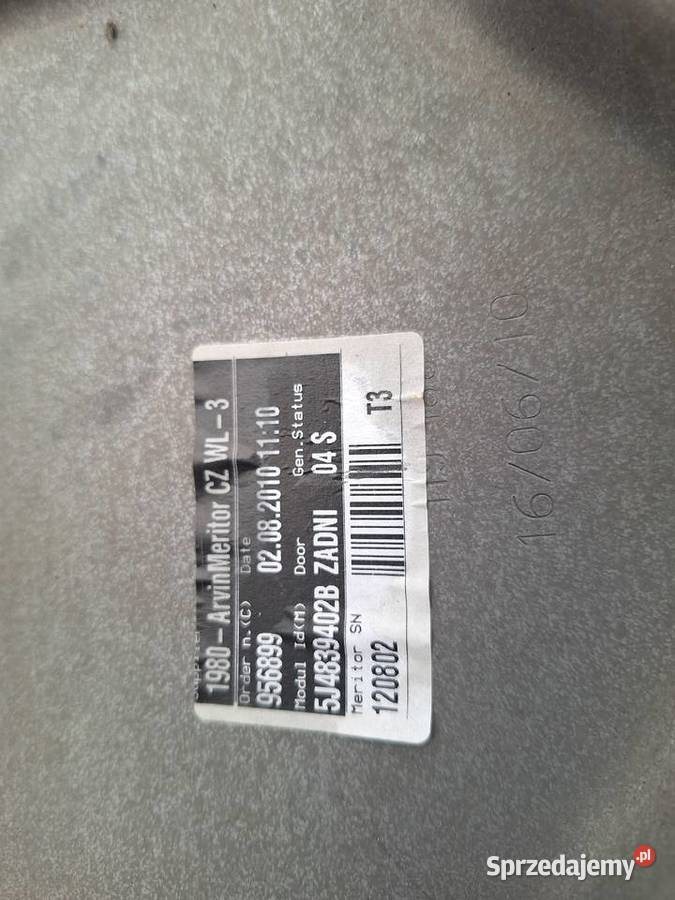 1980-ArvinMeritor CZ WL-3
Order n.(C) Date
956899 02.08.2010 11:10
Modul Id(M) Door Gen.Status
5J4839402B ZADNI 04 S
Meritor SN
120802 T3
16/06/10
Sprzedajemy.pl